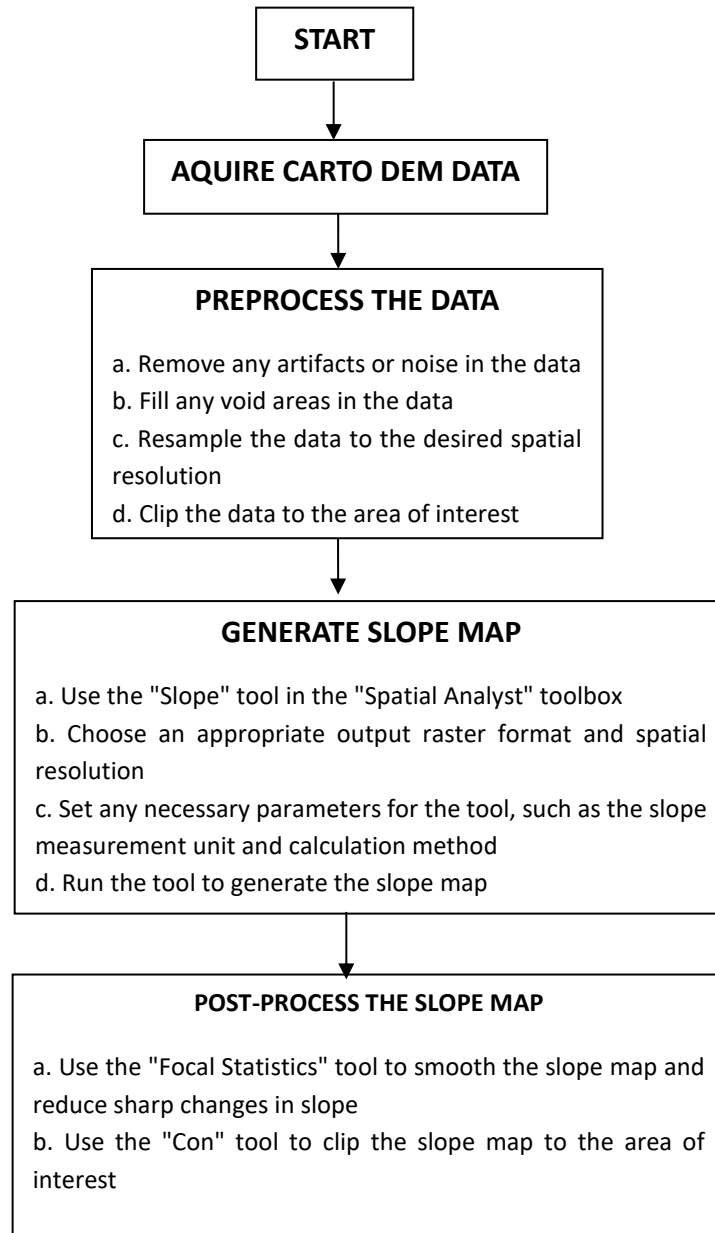 START
AQUIRE CARTO DEM DATA
PREPROCESS THE DATA
a. Remove any artifacts or noise in the data
b. Fill any void areas in the data
c. Resample the data to the desired spatial
resolution
d. Clip the data to the area of interest
GENERATE SLOPE MAP
a. Use the "Slope" tool in the "Spatial Analyst" toolbox
b. Choose an appropriate output raster format and spatial
resolution
c. Set any necessary parameters for the tool, such as the slope
measurement unit and calculation method
d. Run the tool to generate the slope map
POST-PROCESS THE SLOPE MAP
a. Use the "Focal Statistics" tool to smooth the slope map and
reduce sharp changes in slope
b. Use the "Con" tool to clip the slope map to the area of
interest